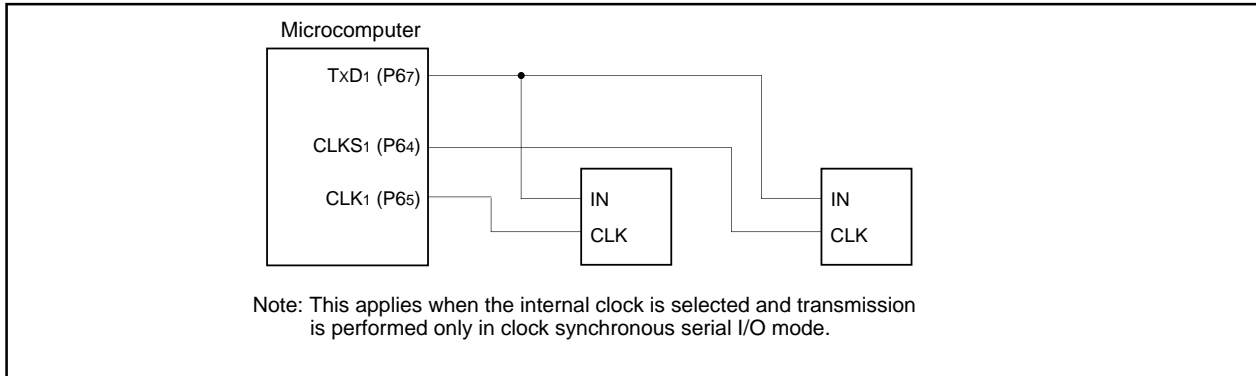 Microcomputer
TXD1 (P67)
CLKS1 (P64)
CLK1 (P65)
IN
CLK
IN
CLK
Note: This applies when the internal clock is selected and transmission
is performed only in clock synchronous serial I/O mode.